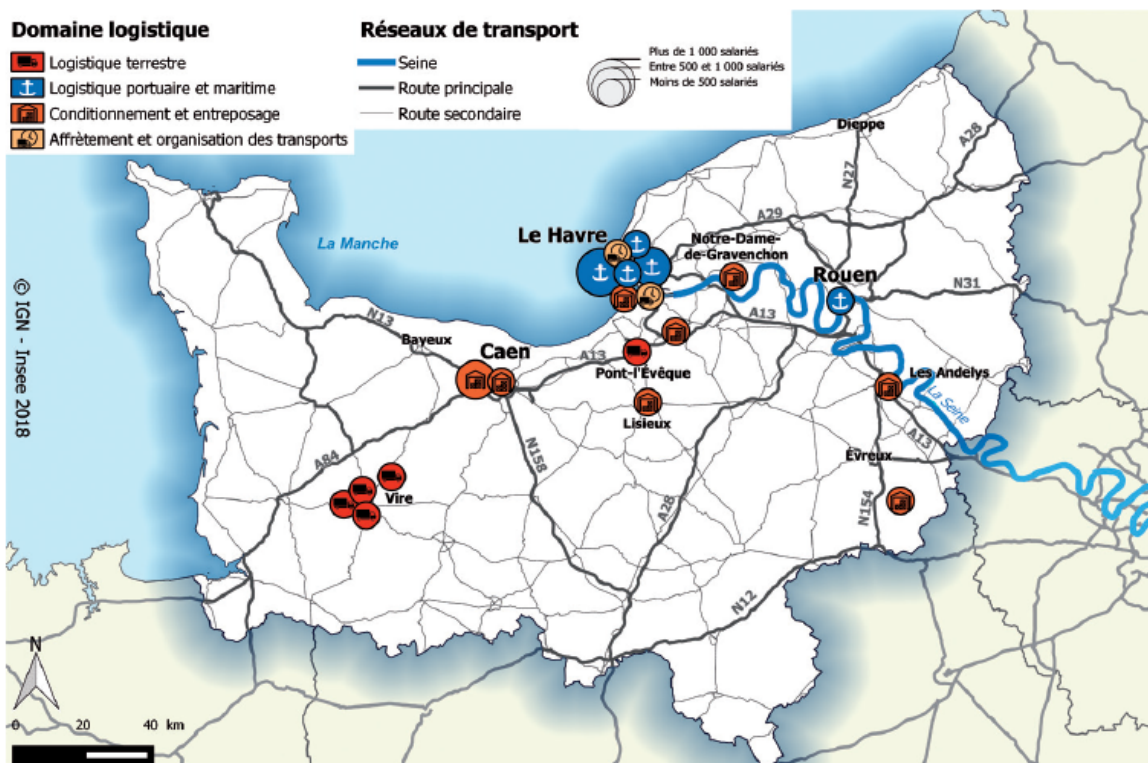 Domaine logistique
Logistique terrestre
Logistique portuaire et maritime
Conditionnement et entreposage
Affrètement et organisation des transports
Réseaux de transport
Seine
Route principale
Route secondaire
Plus de 1 000 salariés
Entre 500 et 1 000 salariés
Moins de 500 salariés
Dieppe
A28
N27
A29
La Manche
Le Havre
Notre-Dame-
de-Gravenchon
Rouen
N31
© IGN - Insee 2018
N13
Bayeux
Caen
A13
A13
Pont-l'Évêque
Les Andelys
La Seine
Lisieux
A13
Évreux
A84
N158
Vire
A28
N154
N12
N
0 20 40 km